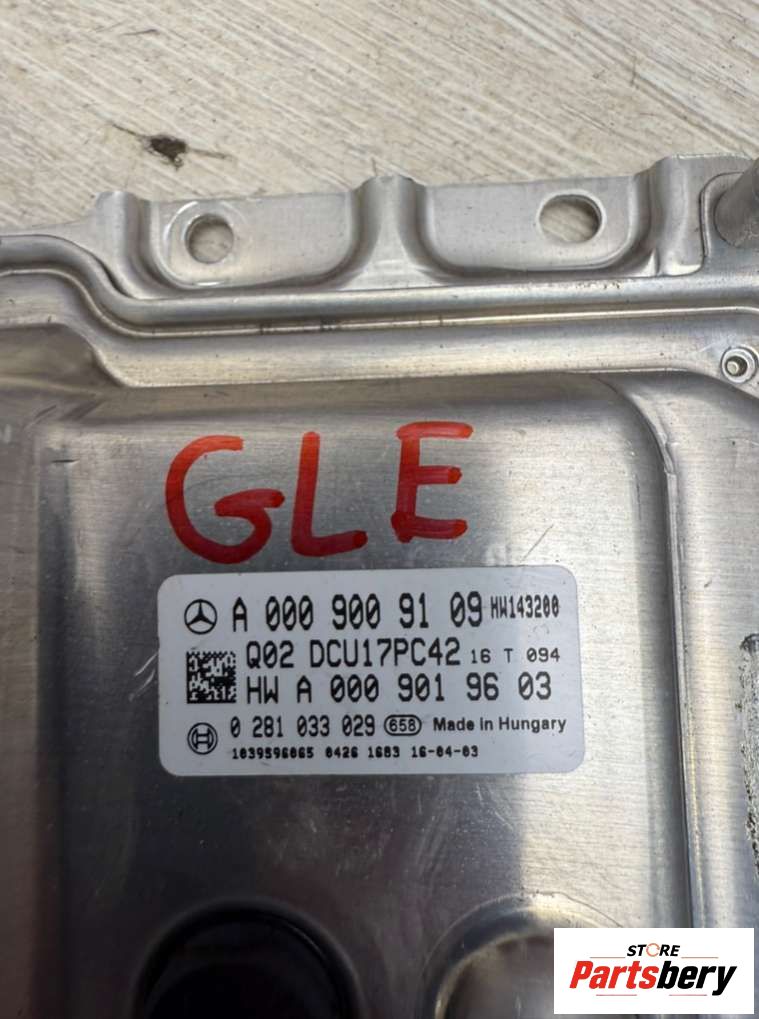 GLE
A 000 900 91 09 HW143200
Q02 DCU17PC42 16 T 094
HW A 000 901 96 03
0 281 033 029 658 Made in Hungary
1039S96065 0426 1683 16-04-03
STORE
Partsbery